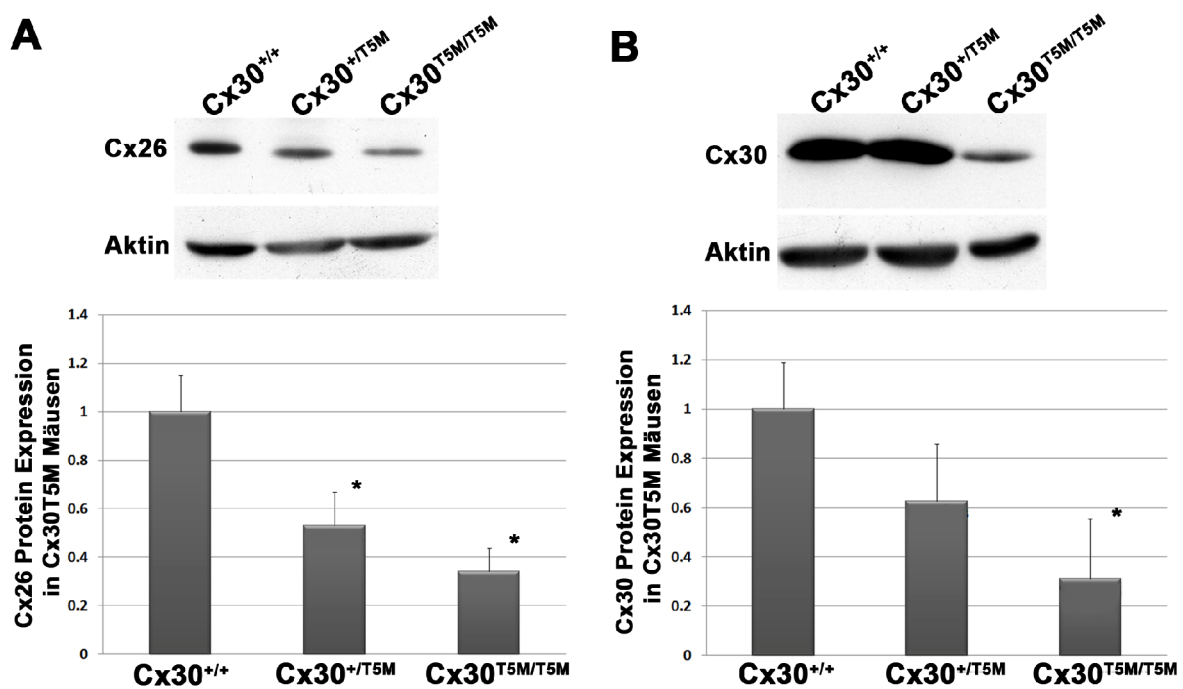 A
Cx30+/+
Cx30+/T5M
Cx30T5M/T5M
Cx26
Aktin
Cx26 Protein Expression
in Cx30T5M Mäusen
1.4
1.2
1
0.8
0.6
0.4
0.2
0
*
*
Cx30+/+
Cx30+/T5M
Cx30T5M/T5M
B
Cx30+/+
Cx30+/T5M
Cx30T5M/T5M
Cx30
Aktin
Cx30 Protein Expression
in Cx30T5M Mäusen
1.4
1.2
1
0.8
0.6
0.4
0.2
0
*
Cx30+/+
Cx30+/T5M
Cx30T5M/T5M